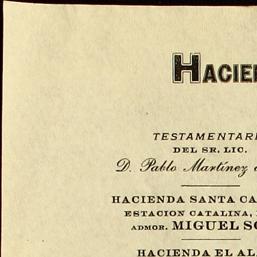 HACIEN
TESTAMENTARI
DEL SR. LIC.
D. Pablo Martínez
HACIENDA SANTA CA
ESTACION CATALINA,
ADMOR. MIGUEL SO
HACIENDA EL AL